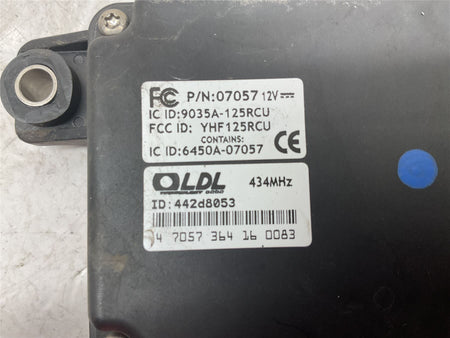 FC P/N:07057 12V
IC ID:9035A-125RCU
FCC ID: YHF125RCU
CONTAINS:
IC ID:6450A-07057
CE
LDL 434MHz
ID:442d8053
4 7057 364 16 0083